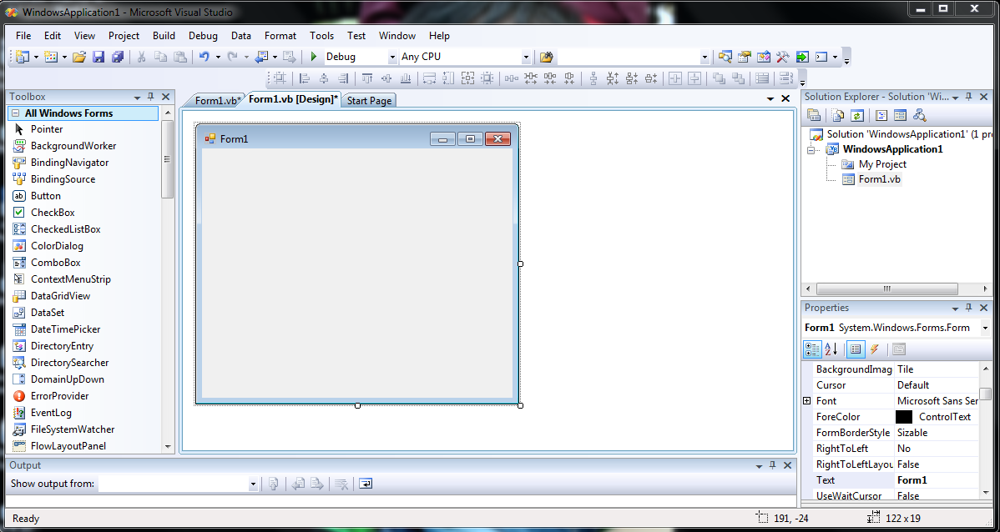 WindowsApplication1 - Microsoft Visual Studio
File Edit View Project Build Debug Data Format Tools Test Window Help
Debug Any CPU
Toolbox
All Windows Forms
Pointer
BackgroundWorker
BindingNavigator
BindingSource
Button
CheckBox
CheckedListBox
ColorDialog
ComboBox
ContextMenuStrip
DataGridView
DataSet
DateTimePicker
DirectoryEntry
DirectorySearcher
DomainUpDown
ErrorProvider
EventLog
FileSystemWatcher
FlowLayoutPanel
Form1.vb* Form1.vb [Design]* Start Page
Form1
Solution Explorer - Solution 'Wi...
Solution 'WindowsApplication1' (1 pr
WindowsApplication1
My Project
Form1.vb
Properties
Form1 System.Windows.Forms.Form
BackgroundImag Tile
Cursor Default
Font Microsoft Sans Ser
ForeColor ControlText
FormBorderStyle Sizable
RightToLeft No
RightToLeftLayou False
Text Form1
UseWaitCursor False
Output
Show output from:
Ready 191, -24 122 x 19